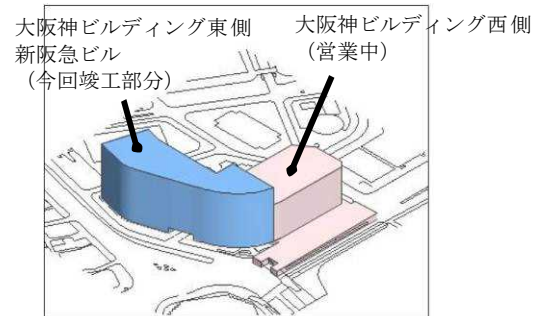 大阪神ビルディング東側
新阪急ビル
（今回竣工部分）
大阪神ビルディング西側
（営業中）